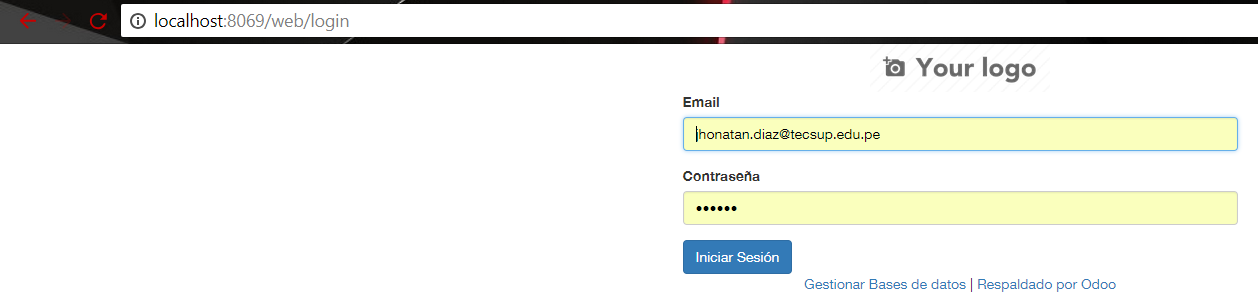 localhost:8069/web/login
Your logo
Email
jhonatan.diaz@tecsup.edu.pe
Contraseña
••••••
Iniciar Sesión
Gestionar Bases de datos | Respaldado por Odoo